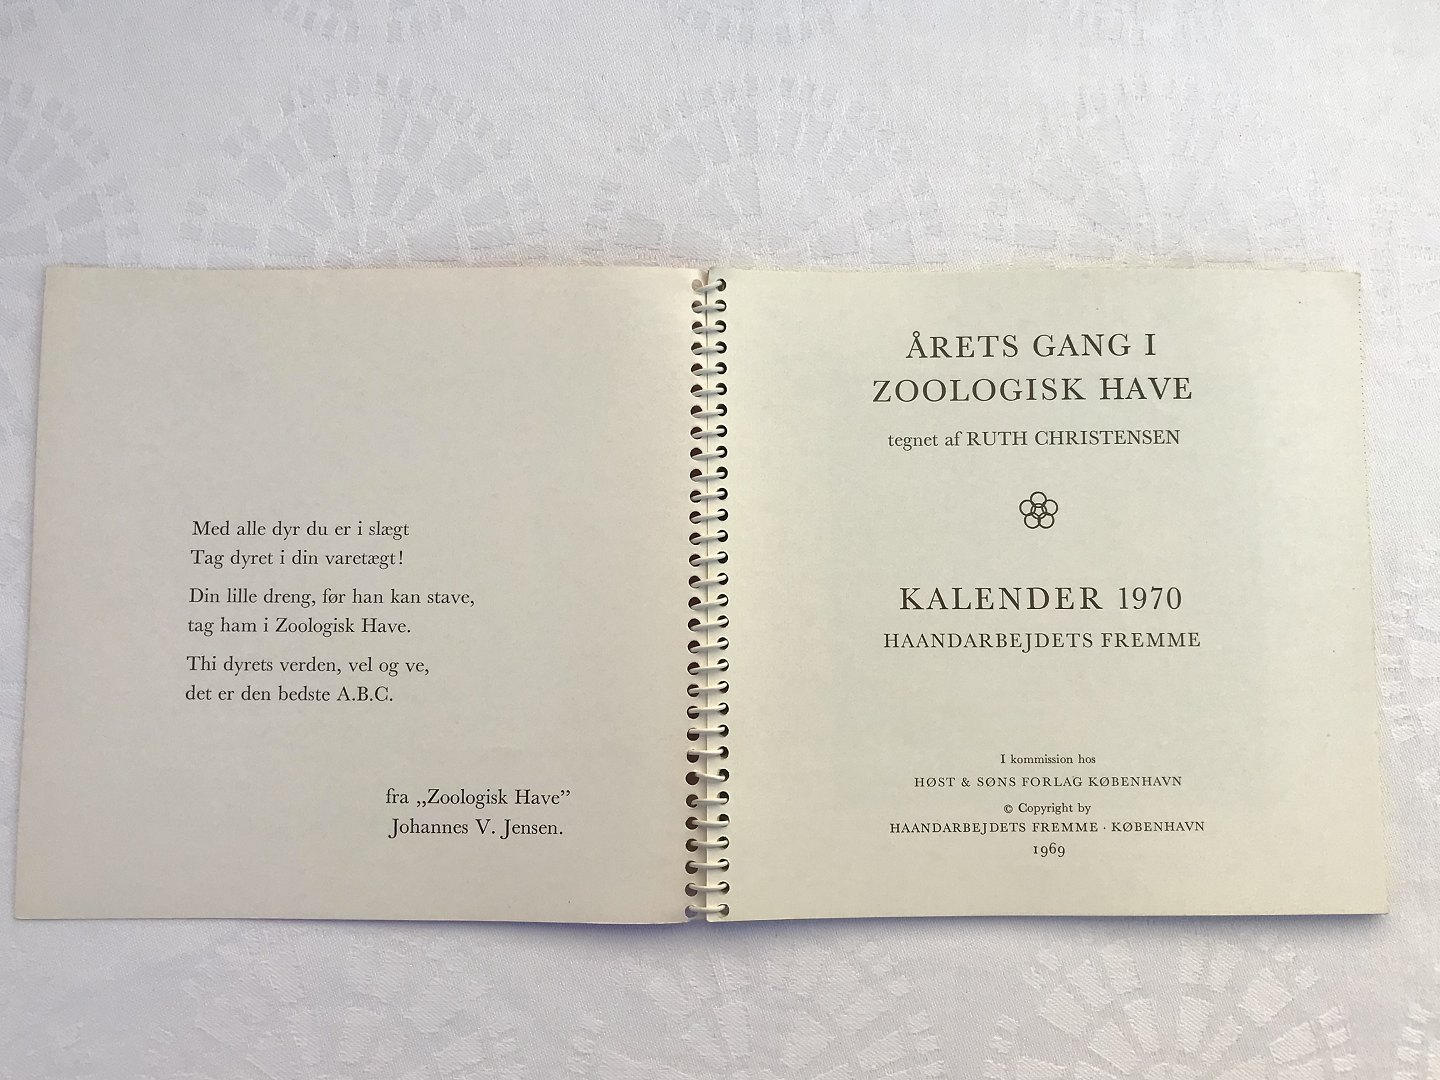 Med alle dyr du er i slægt
Tag dyret i din varetægt!
Din lille dreng, før han kan stave,
tag ham i Zoologisk Have.
Thi dyrets verden, vel og ve,
det er den bedste A.B.C.
fra „Zoologisk Have”
Johannes V. Jensen.
ÅRETS GANG I
ZOOLOGISK HAVE
tegnet af RUTH CHRISTENSEN
KALENDER 1970
HAANDARBEJDETS FREMME
I kommission hos
HØST & SØNS FORLAG KØBENHAVN
© Copyright by
HAANDARBEJDETS FREMME · KØBENHAVN
1969